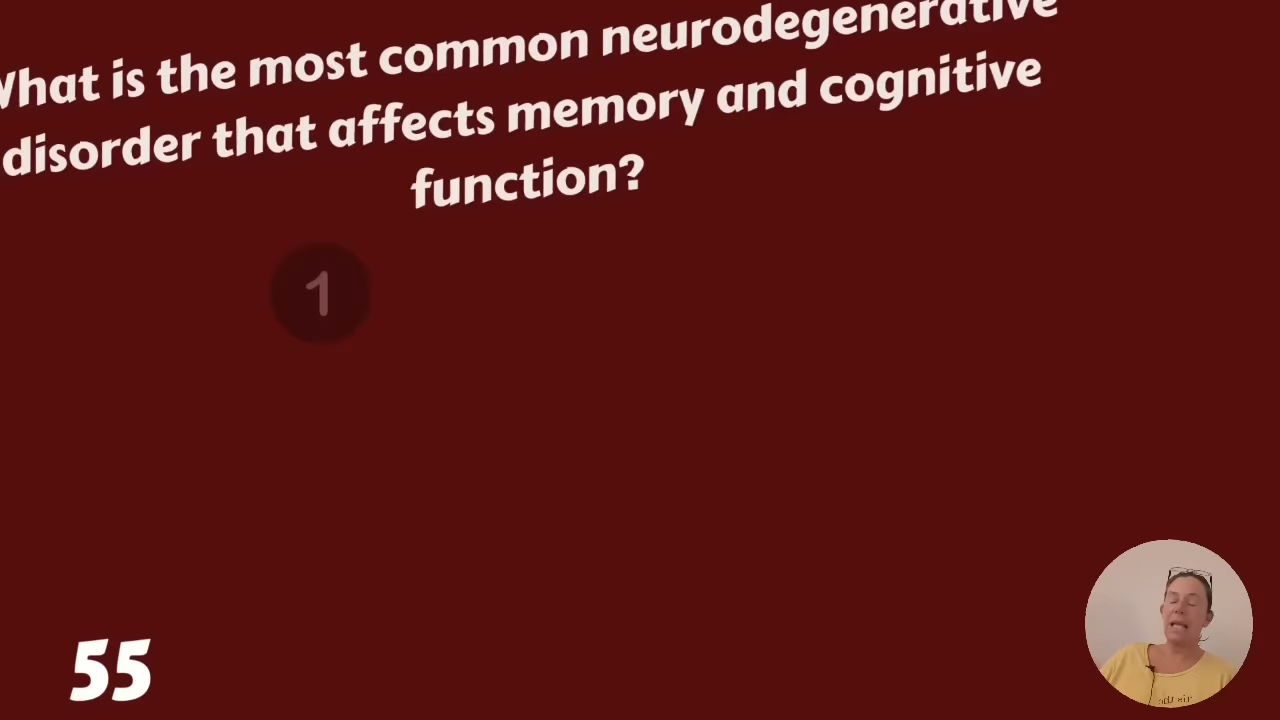 What is the most common neurodegenerative
disorder that affects memory and cognitive
function?
1
55